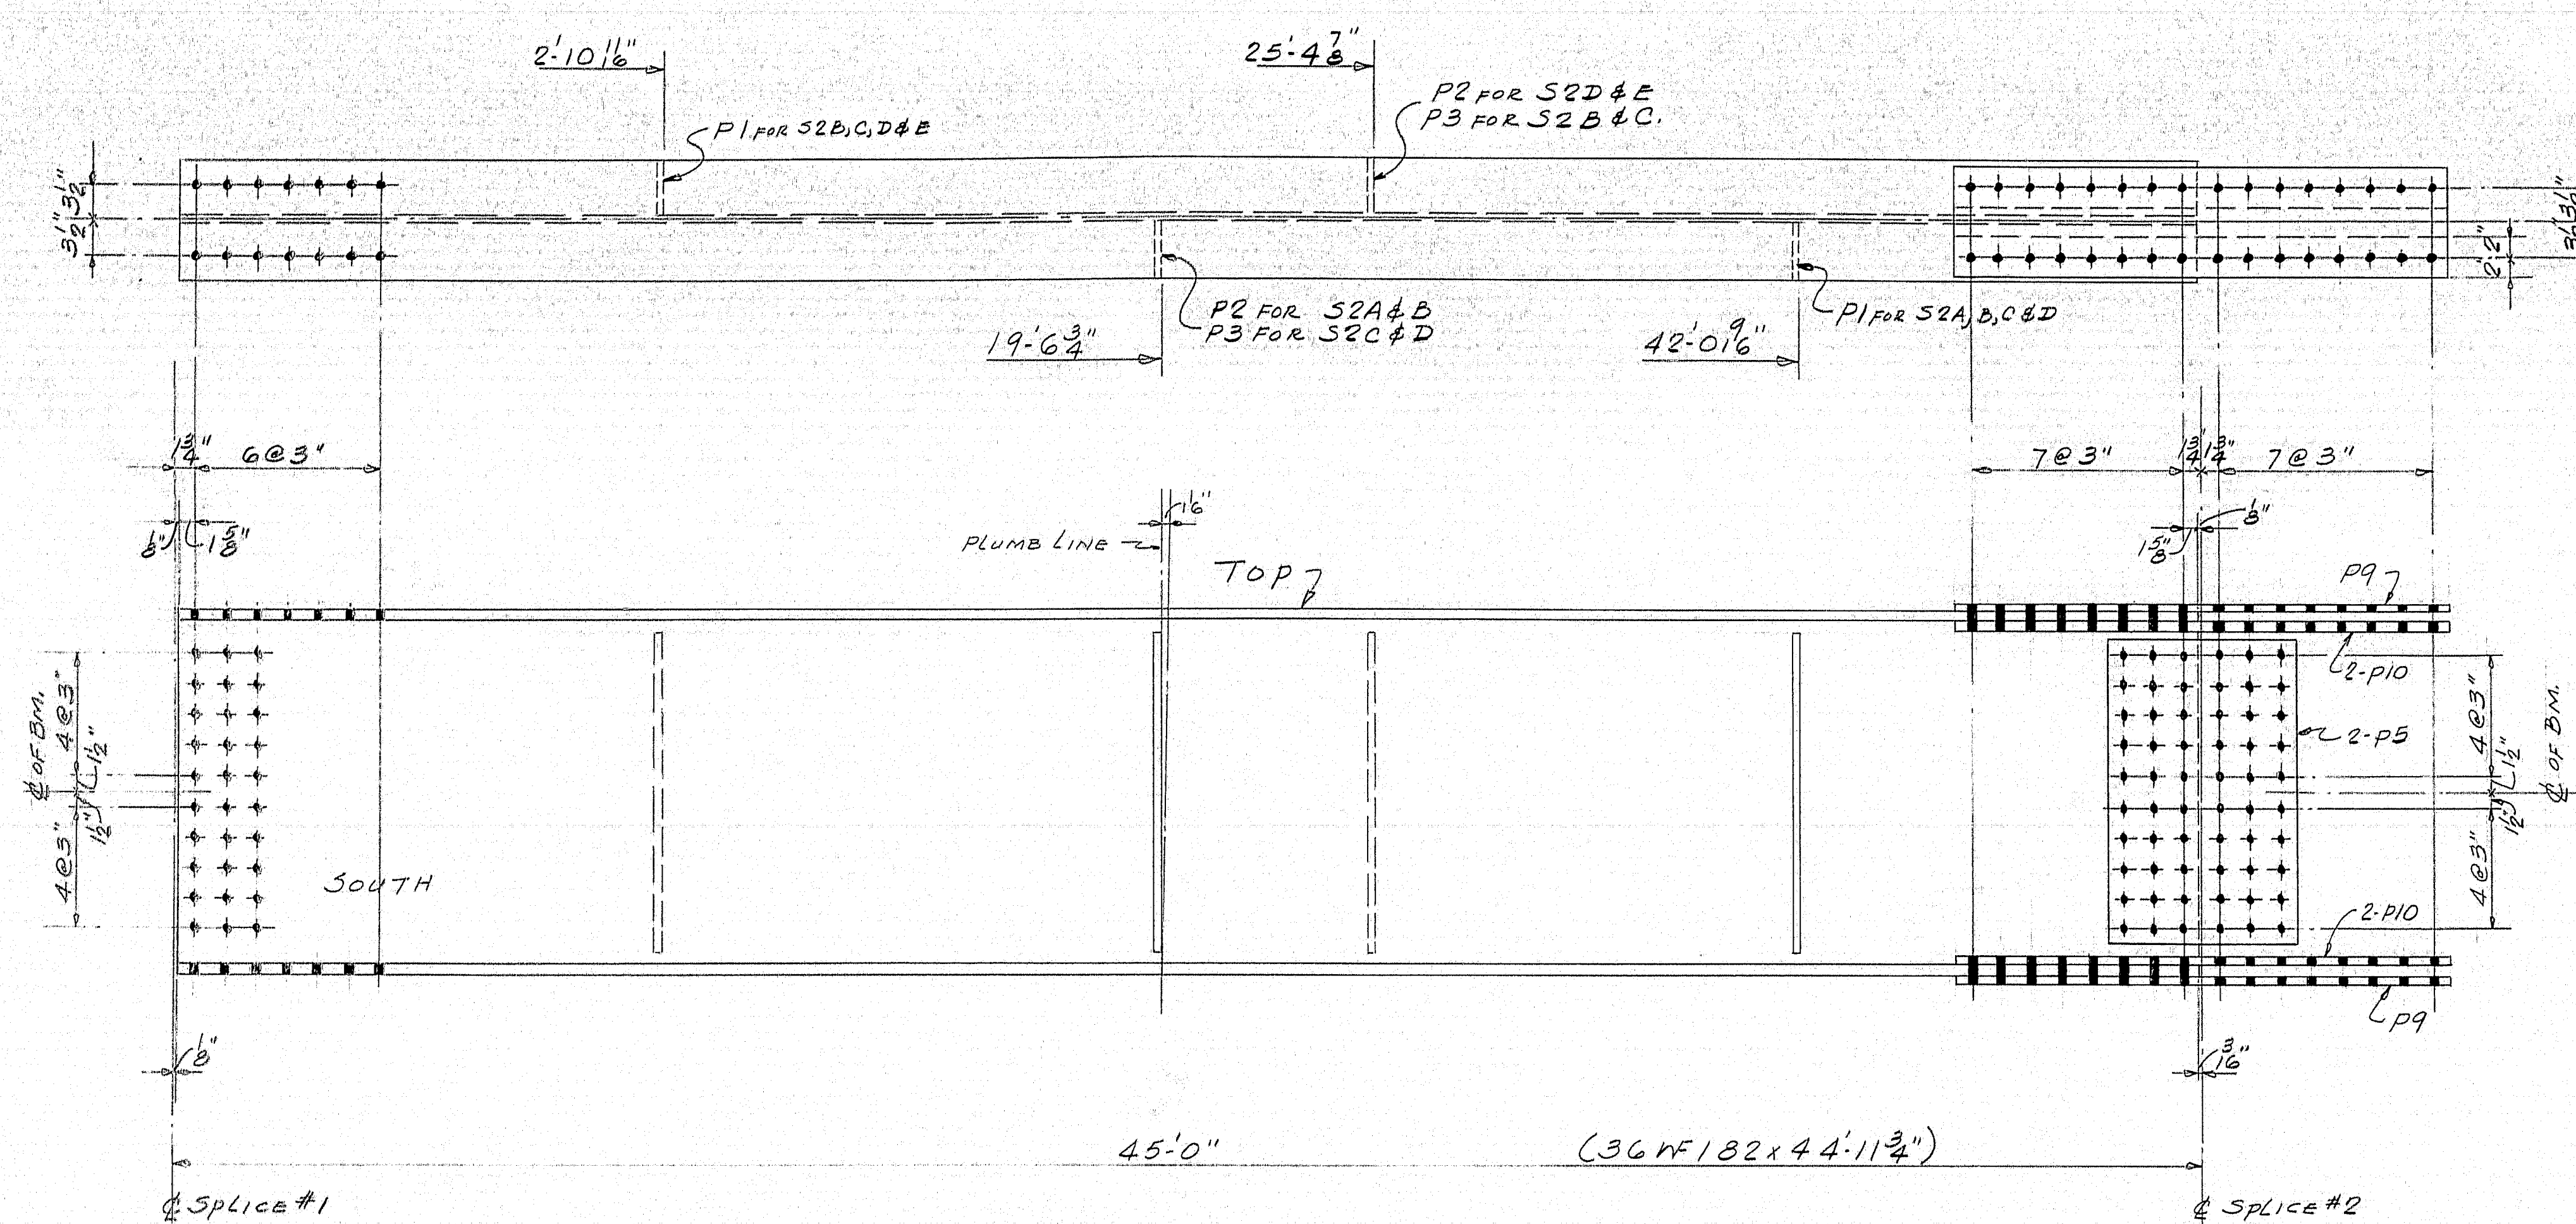 2'-10 11/16"
25'-4 7/8"
P2 FOR S2D & E
P3 FOR S2B & C.
P1 FOR S2B, C, D & E
3 1/2" 3 1/2"
3 1/2" 3 1/2"
2" 2"
P2 FOR S2A & B
P3 FOR S2C & D
P1 FOR S2A, B, C & D
19'-6 3/4"
42'-0 9/16"
1 3/4"
6@3"
7@3"
1 3/4" 1 3/4"
7@3"
1/8"
1 5/8"
1/16"
PLUMB LINE
1 5/8"
1/8"
TOP
P9
2-P10
2-P5
℄ OF BM.
4@3"
1 1/2"
1 1/2"
4@3"
4@3"
1 1/2"
1 1/2"
4@3"
℄ OF BM.
SOUTH
2-P10
P9
1/8"
3/16"
45'-0"
(36 WF 182 x 44'-11 3/4")
℄ SPLICE #1
℄ SPLICE #2